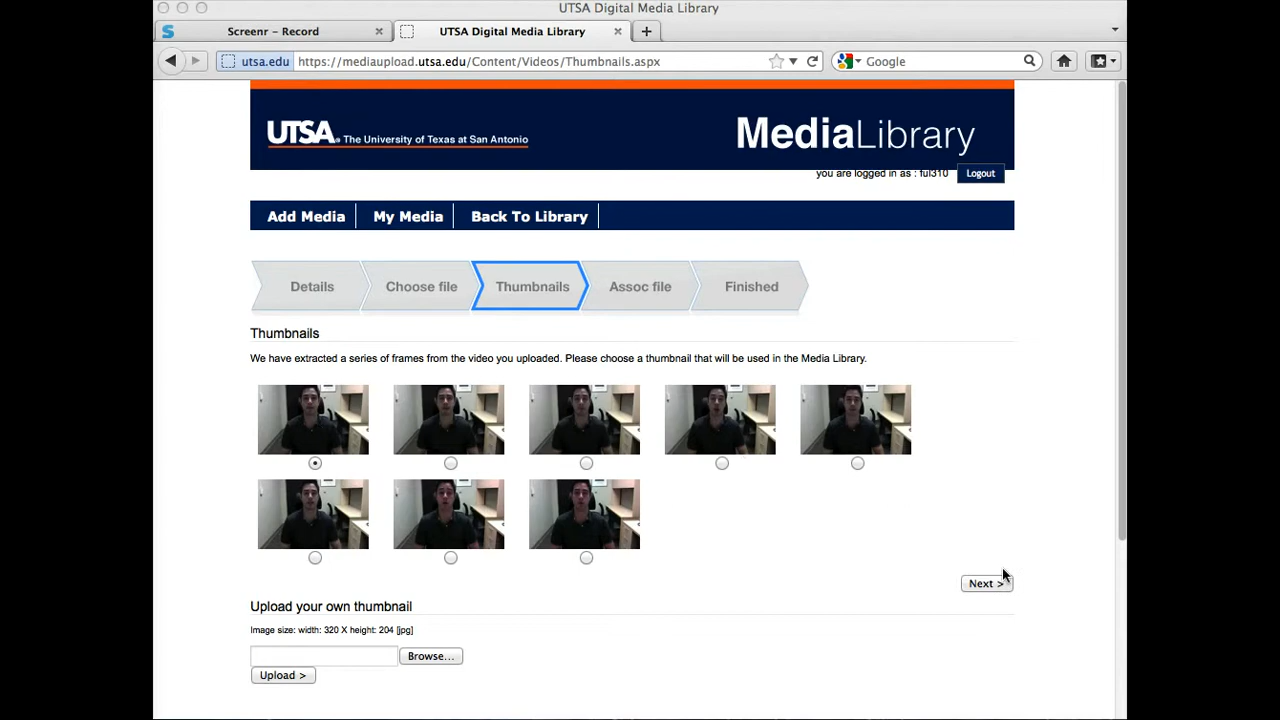 UTSA Digital Media Library
Screenr - Record
UTSA Digital Media Library
utsa.edu https://mediaupload.utsa.edu/Content/Videos/Thumbnails.aspx
Google
UTSA® The University of Texas at San Antonio
MediaLibrary
you are logged in as : ful310 Logout
Add Media My Media Back To Library
Details Choose file Thumbnails Assoc file Finished
Thumbnails
We have extracted a series of frames from the video you uploaded. Please choose a thumbnail that will be used in the Media Library.
Next >
Upload your own thumbnail
Image size: width: 320 X height: 204 [jpg]
Browse...
Upload >